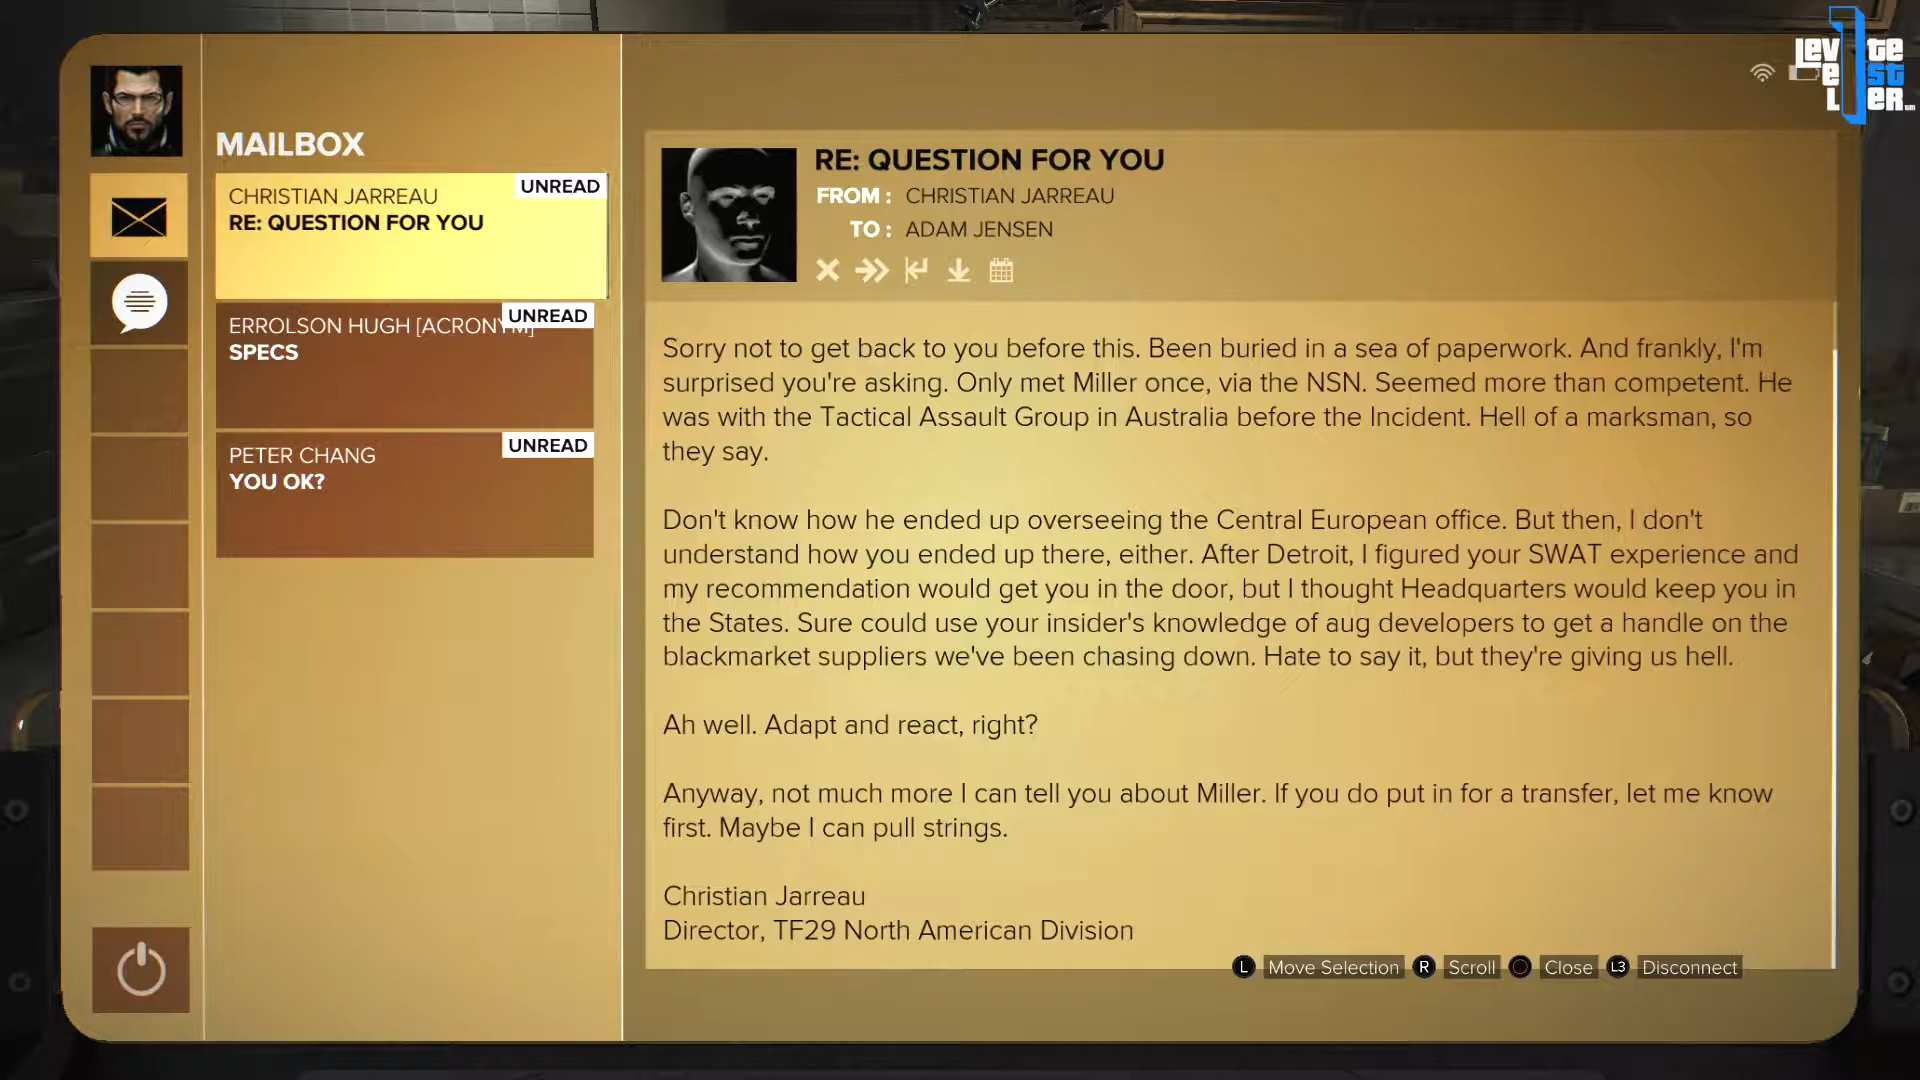 LEVEL TESTER
MAILBOX
UNREAD
CHRISTIAN JARREAU
RE: QUESTION FOR YOU
UNREAD
ERROLSON HUGH [ACRONYM]
SPECS
UNREAD
PETER CHANG
YOU OK?
RE: QUESTION FOR YOU
FROM : CHRISTIAN JARREAU
TO : ADAM JENSEN
Sorry not to get back to you before this. Been buried in a sea of paperwork. And frankly, I'm
surprised you're asking. Only met Miller once, via the NSN. Seemed more than competent. He
was with the Tactical Assault Group in Australia before the Incident. Hell of a marksman, so
they say.
Don't know how he ended up overseeing the Central European office. But then, I don't
understand how you ended up there, either. After Detroit, I figured your SWAT experience and
my recommendation would get you in the door, but I thought Headquarters would keep you in
the States. Sure could use your insider's knowledge of aug developers to get a handle on the
blackmarket suppliers we've been chasing down. Hate to say it, but they're giving us hell.
Ah well. Adapt and react, right?
Anyway, not much more I can tell you about Miller. If you do put in for a transfer, let me know
first. Maybe I can pull strings.
Christian Jarreau
Director, TF29 North American Division
L Move Selection R Scroll Close L3 Disconnect